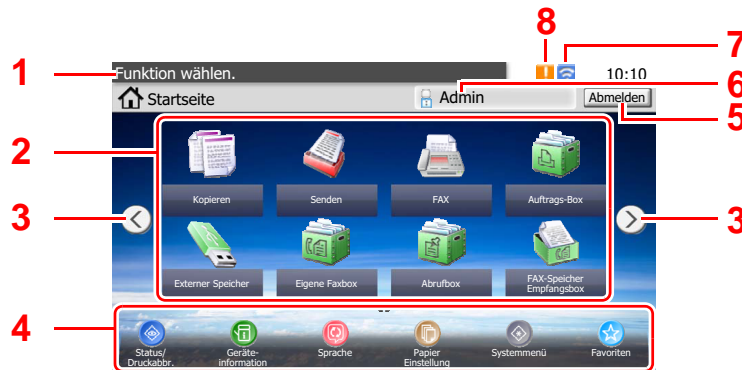 8
7
1
Funktion wählen.
10:10
6
Startseite
Admin
Abmelden
5
2
Kopieren
Senden
FAX
Auftrags-Box
3
3
Externer Speicher
Eigene Faxbox
Abrufbox
FAX-Speicher
Empfangsbox
4
Status/
Druckabbr.
Geräte-
information
Sprache
Papier
Einstellung
Systemmenü
Favoriten